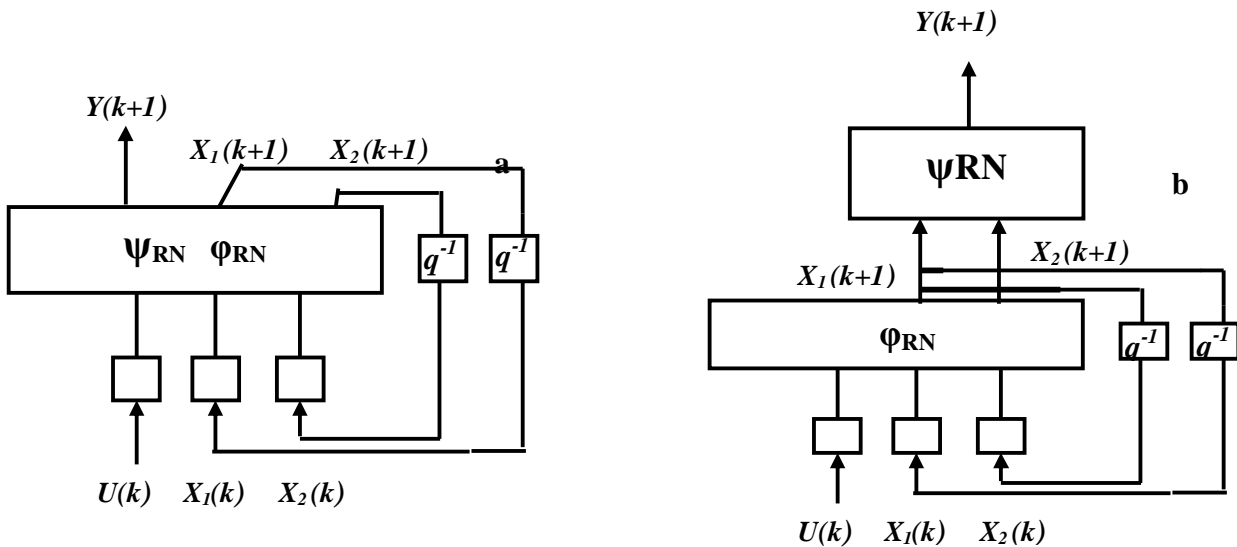 Y(k+1)
X₁(k+1) X₂(k+1)
a
ψRN φRN
q⁻¹ q⁻¹
U(k) X₁(k) X₂(k)
Y(k+1)
ψRN
b
X₂(k+1)
X₁(k+1)
φRN
q⁻¹ q⁻¹
U(k) X₁(k) X₂(k)